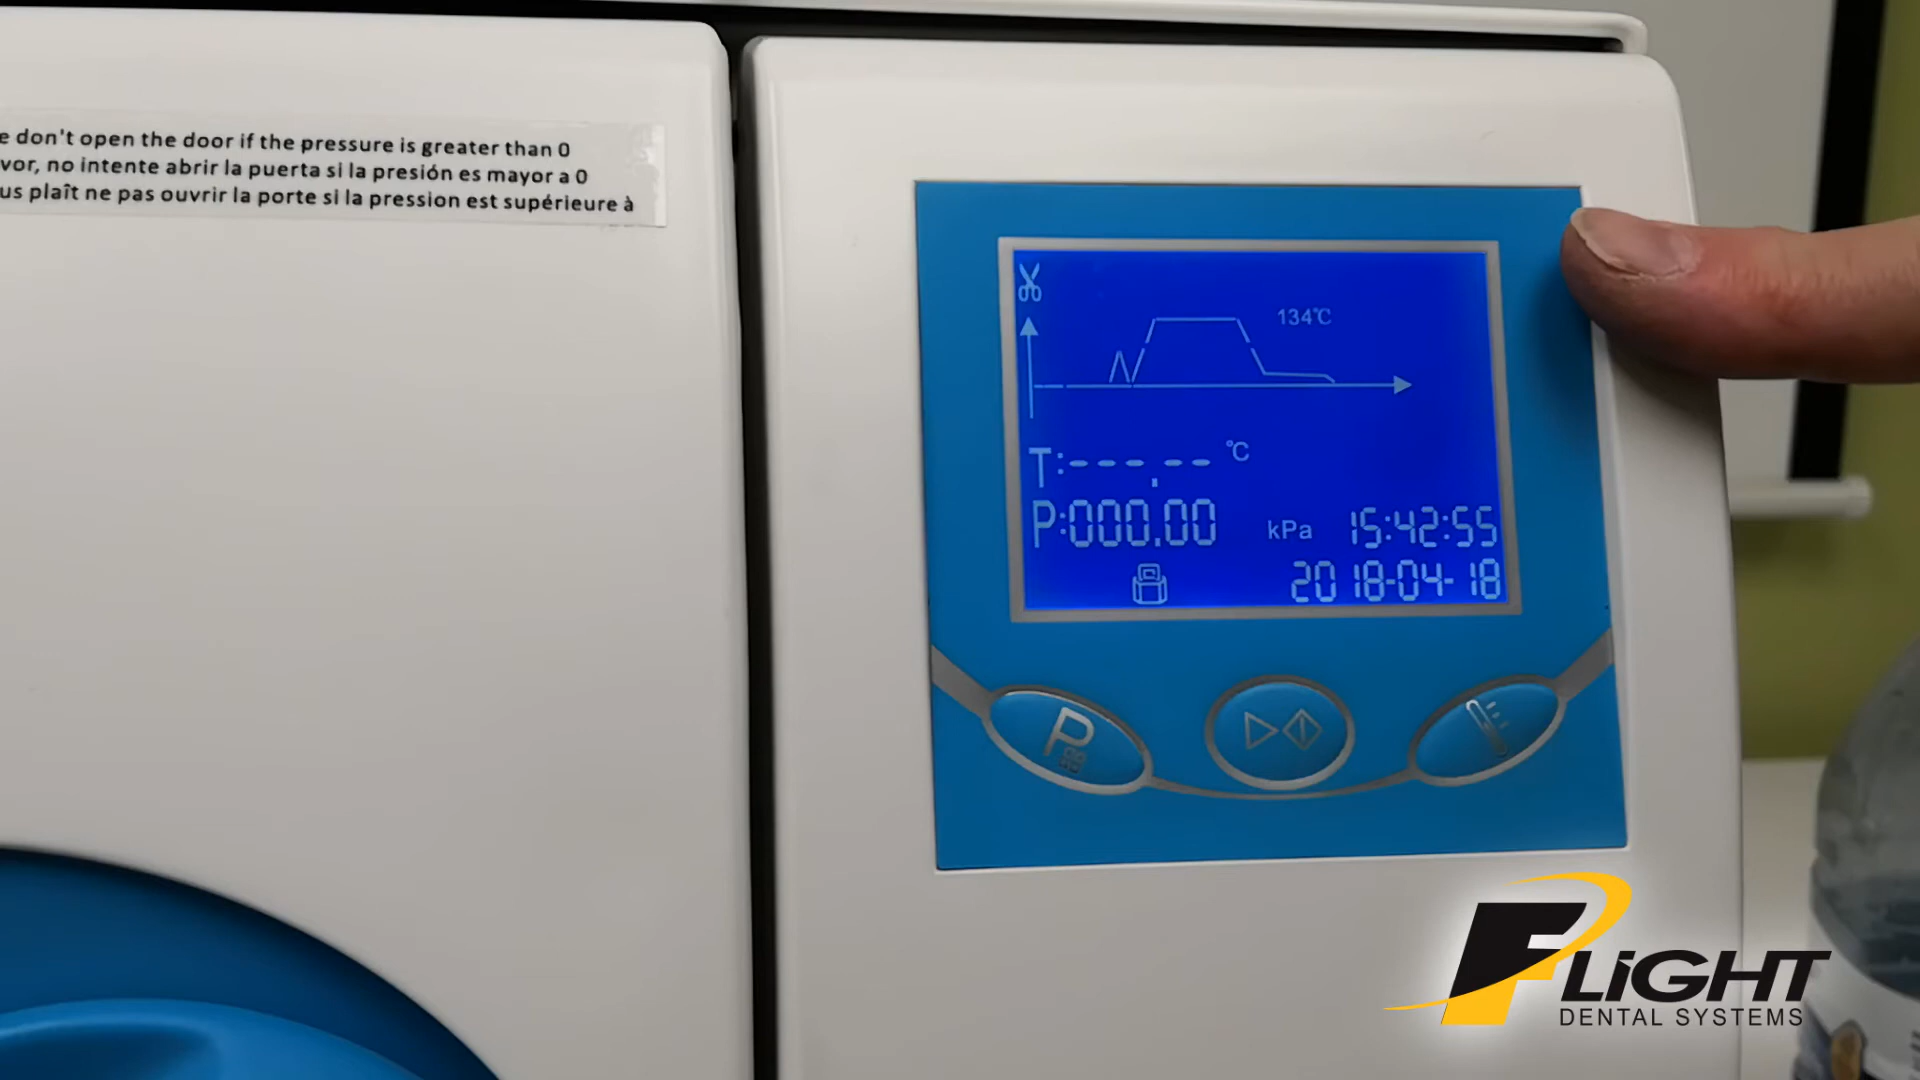 e don't open the door if the pressure is greater than 0
vor, no intente abrir la puerta si la presión es mayor a 0
us plaît ne pas ouvrir la porte si la pression est supérieure à
134℃
T:---.-- ℃
P:000.00 kPa 15:42:55
2018-04-18
P
FLiGHT
DENTAL SYSTEMS